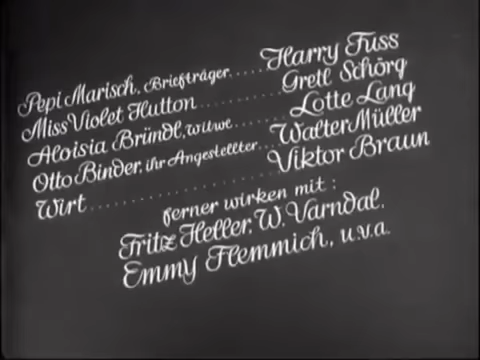 Pepi Marisch, Briefträger..... Harry Fuss
Miss Violet Hutton.......... Gretl Schörg
Aloisia Bründl, Witwe....... Lotte Lang
Otto Binder, ihr Angestellter... Walter Müller
Wirt.................... Viktor Braun
ferner wirken mit:
Fritz Heller, W. Varndal,
Emmy Flemmich, u.v.a.